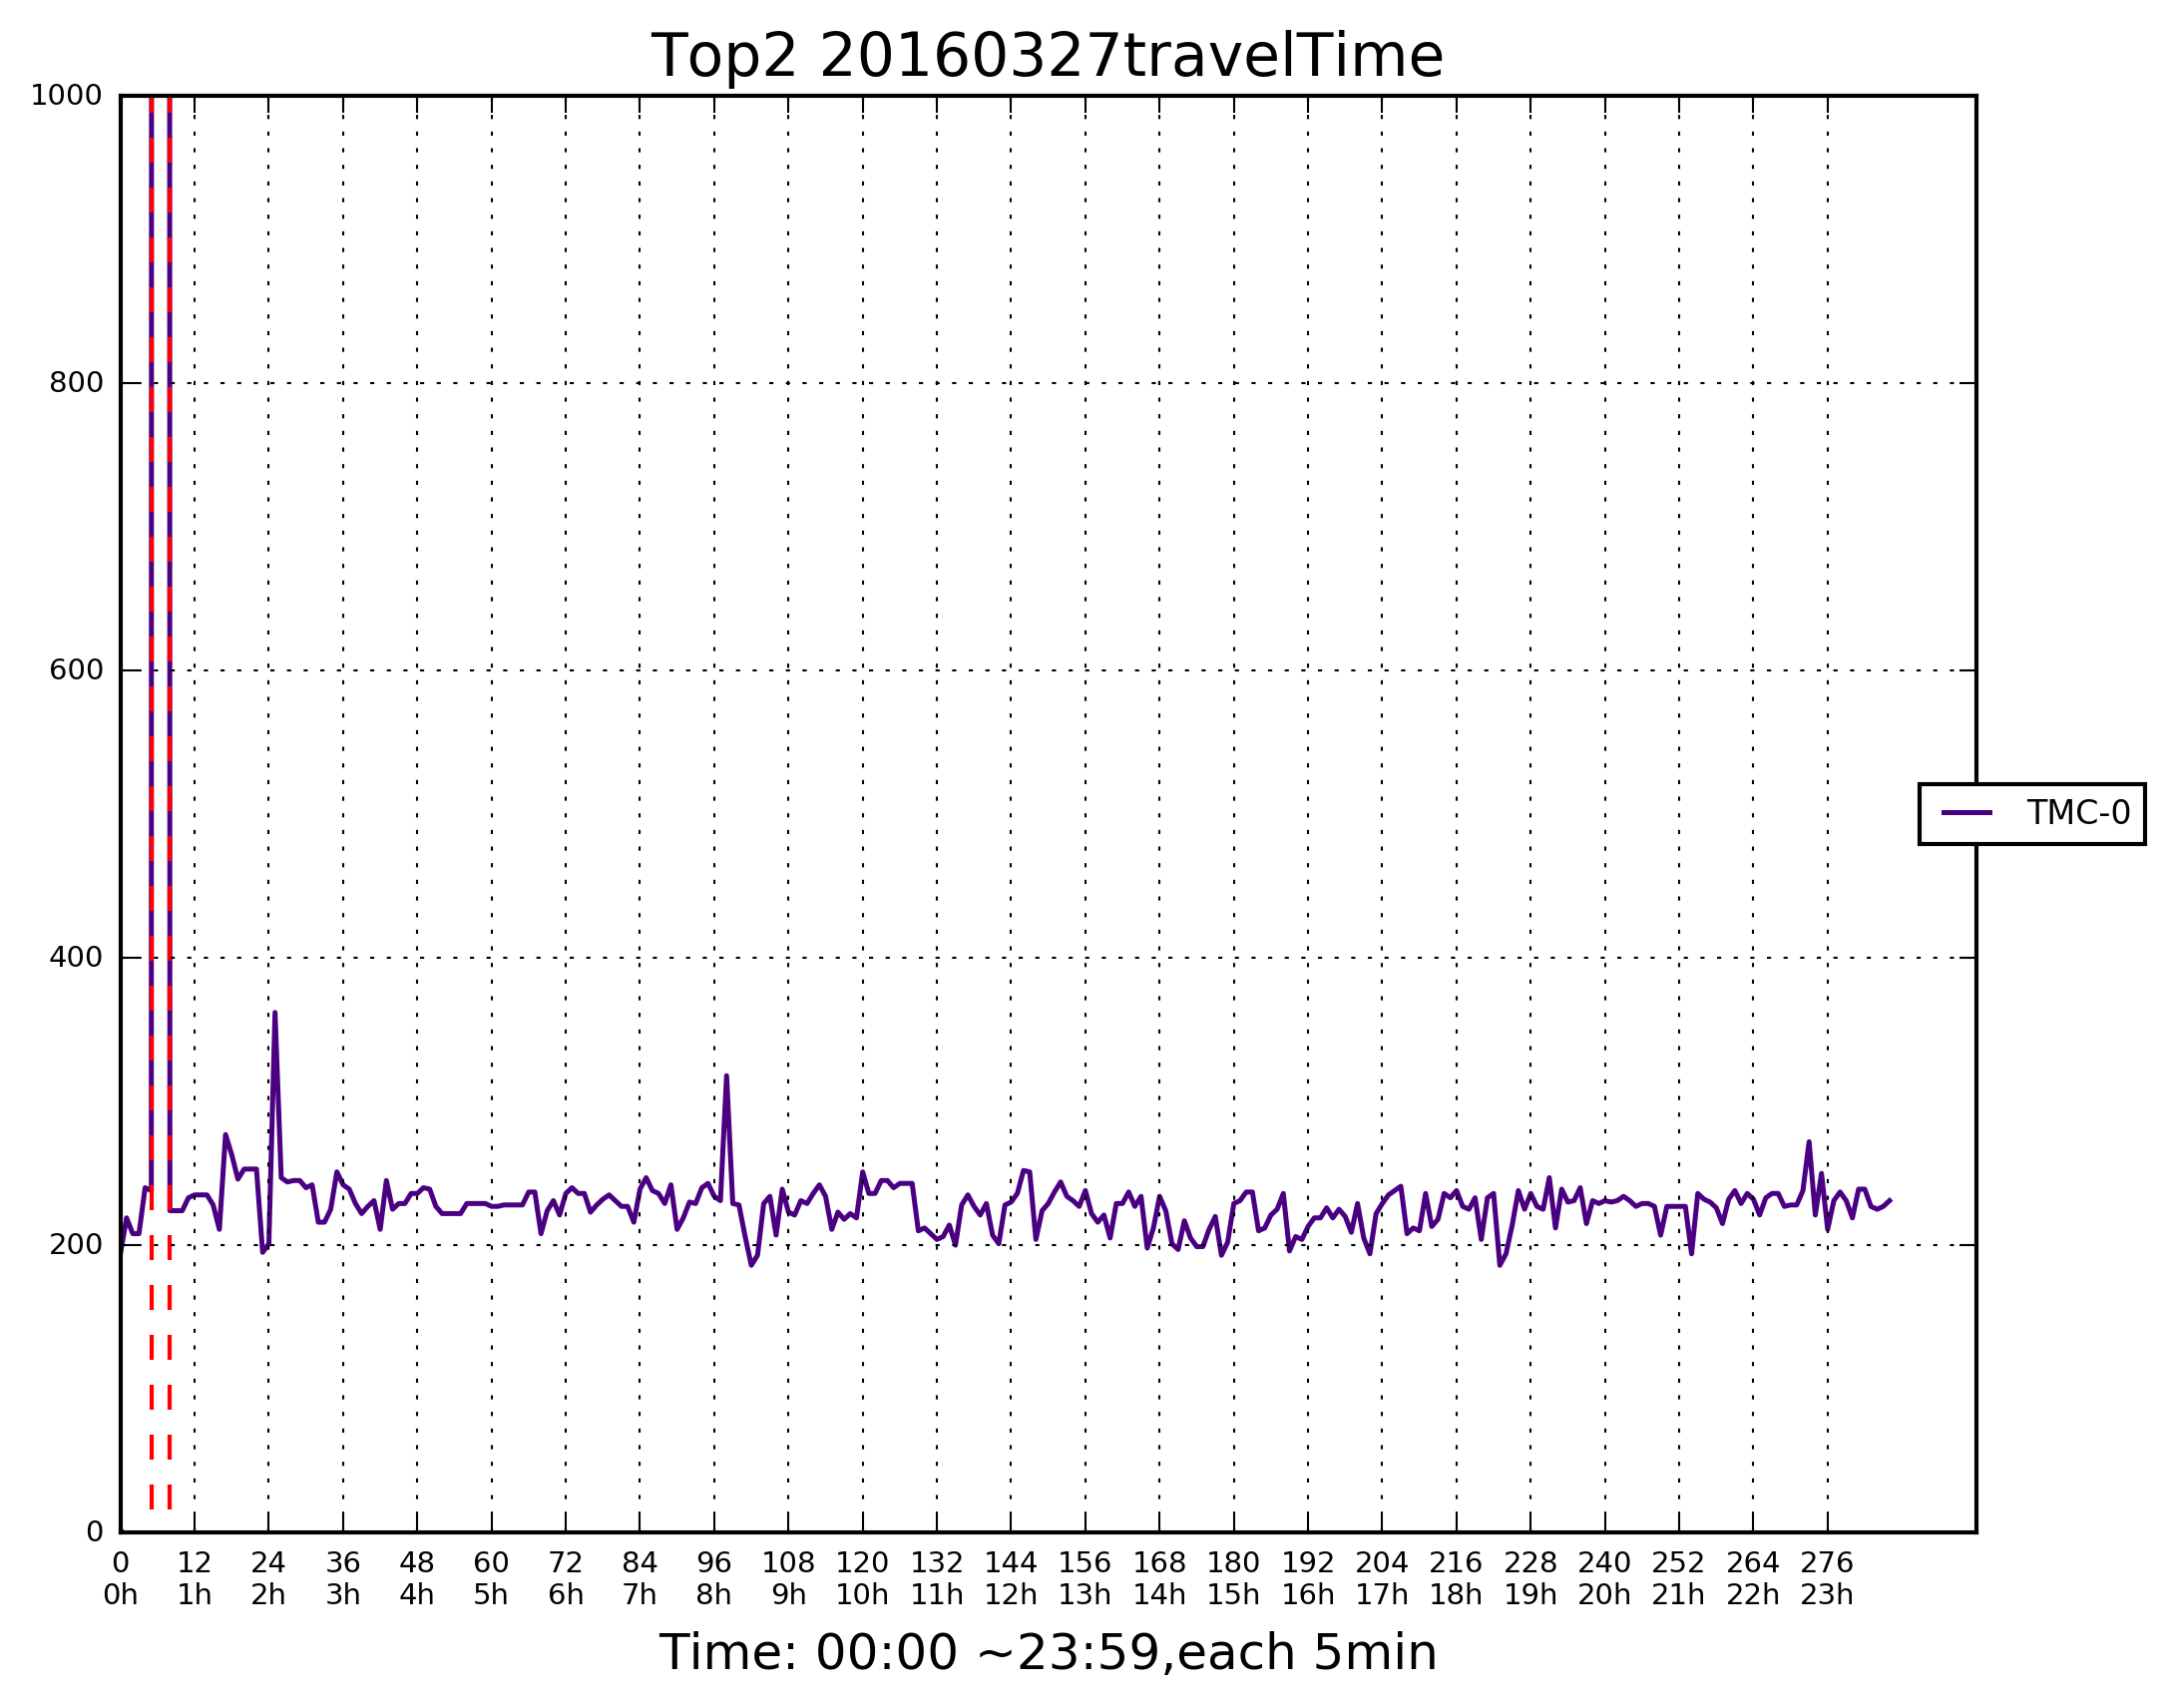 Top2 20160327travelTime
1000
800
600
400
200
0
TMC-0
0 12 24 36 48 60 72 84 96 108 120 132 144 156 168 180 192 204 216 228 240 252 264 276
0h 1h 2h 3h 4h 5h 6h 7h 8h 9h 10h 11h 12h 13h 14h 15h 16h 17h 18h 19h 20h 21h 22h 23h
Time: 00:00 ~23:59,each 5min